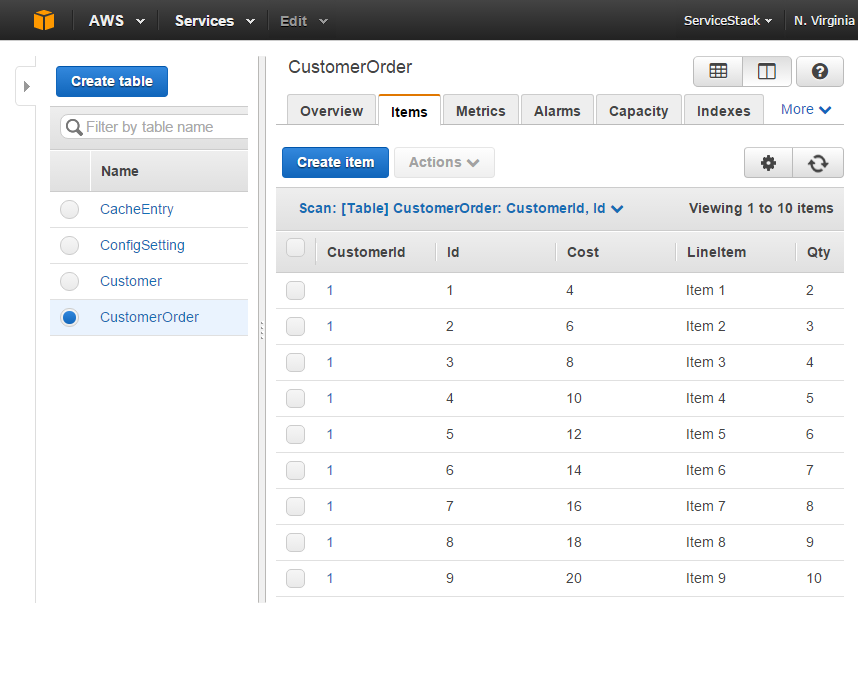 AWS Services Edit ServiceStack N. Virginia
Create table
Filter by table name
Name
CacheEntry
ConfigSetting
Customer
CustomerOrder
CustomerOrder
Overview Items Metrics Alarms Capacity Indexes More
Create item Actions
Scan: [Table] CustomerOrder: CustomerId, Id Viewing 1 to 10 items
CustomerId Id Cost LineItem Qty
1 1 4 Item 1 2
1 2 6 Item 2 3
1 3 8 Item 3 4
1 4 10 Item 4 5
1 5 12 Item 5 6
1 6 14 Item 6 7
1 7 16 Item 7 8
1 8 18 Item 8 9
1 9 20 Item 9 10